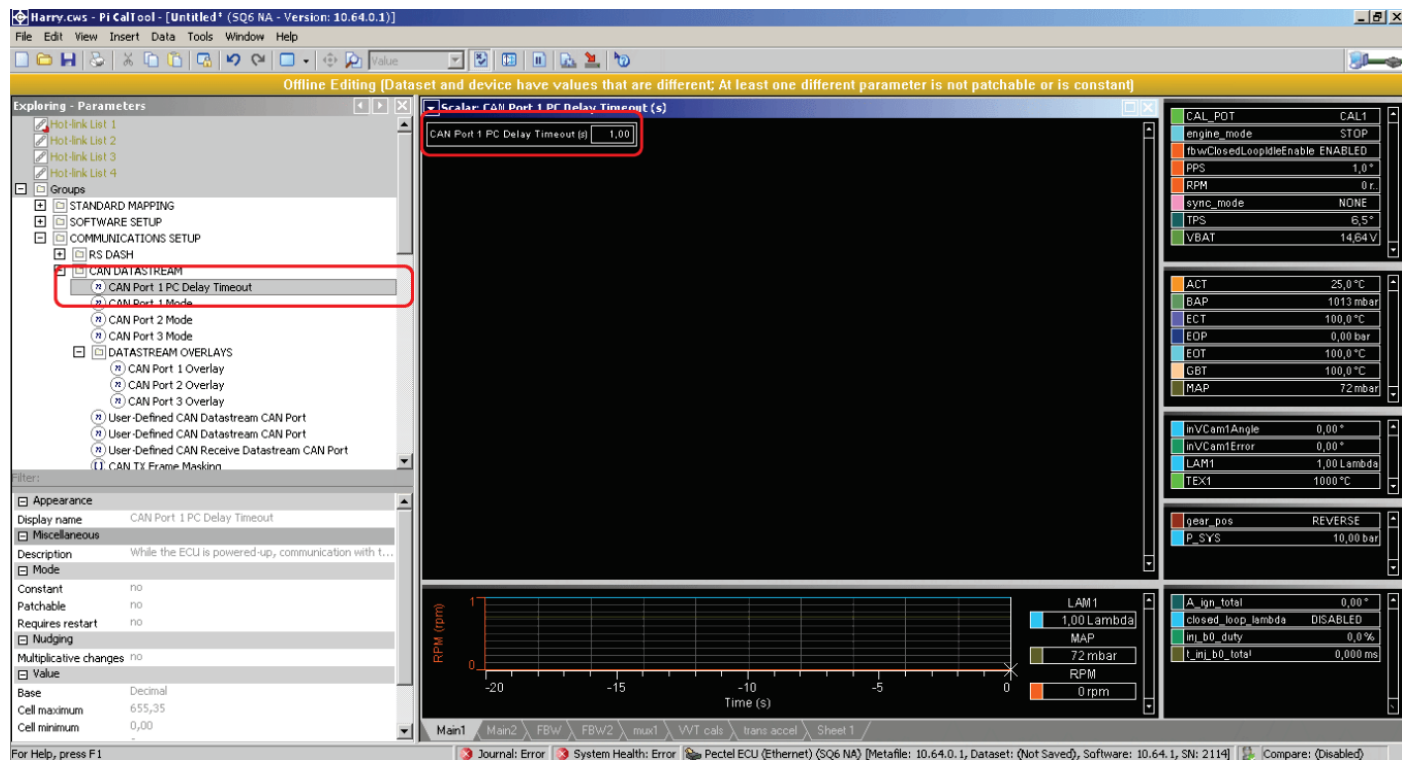 Harry.cws - Pi CalTool - [Untitled* (SQ6 NA - Version: 10.64.0.1)]
File Edit View Insert Data Tools Window Help
Value
Offline Editing (Dataset and device have values that are different; At least one different parameter is not patchable or is constant)
Exploring - Parameters
Hot-link List 1
Hot-link List 2
Hot-link List 3
Hot-link List 4
Groups
STANDARD MAPPING
SOFTWARE SETUP
COMMUNICATIONS SETUP
RS DASH
CAN DATASTREAM
CAN Port 1 PC Delay Timeout
CAN Port 1 Mode
CAN Port 2 Mode
CAN Port 3 Mode
DATASTREAM OVERLAYS
CAN Port 1 Overlay
CAN Port 2 Overlay
CAN Port 3 Overlay
User-Defined CAN Datastream CAN Port
User-Defined CAN Datastream CAN Port
User-Defined CAN Receive Datastream CAN Port
CAN TX Frame Masking
Filter:
Appearance
Display name CAN Port 1 PC Delay Timeout
Miscellaneous
Description While the ECU is powered-up, communication with t...
Mode
Constant no
Patchable no
Requires restart no
Nudging
Multiplicative changes no
Value
Base Decimal
Cell maximum 655,35
Cell minimum 0,00
Scalar: CAN Port 1 PC Delay Timeout (s)
CAN Port 1 PC Delay Timeout (s) 1,00
RPM (rpm)
1
0
-20 -15 -10 -5 0
Time (s)
LAM1
1,00 Lambda
MAP
72 mbar
RPM
0 rpm
Main1 Main2 FBW FBW2 mux1 VVT cals trans accel Sheet 1
CAL_POT CAL1
engine_mode STOP
fbwClosedLoopIdleEnable ENABLED
PPS 1,0°
RPM 0 r..
sync_mode NONE
TPS 6,5°
VBAT 14,64 V
ACT 25,0 °C
BAP 1013 mbar
ECT 100,0 °C
EOP 0,00 bar
EOT 100,0 °C
GBT 100,0 °C
MAP 72 mbar
inVCam1Angle 0,00 °
inVCam1Error 0,00 °
LAM1 1,00 Lambda
TEX1 1000 °C
gear_pos REVERSE
P_SYS 10,00 bar
A_ign_total 0,00 °
closed_loop_lambda DISABLED
inj_b0_duty 0,0 %
t_inj_b0_total 0,000 ms
For Help, press F1
Journal: Error System Health: Error Pectel ECU (Ethernet) (SQ6 NA) [Metafile: 10.64.0.1, Dataset: (Not Saved), Software: 10.64.1, SN: 2114] Compare: (Disabled)